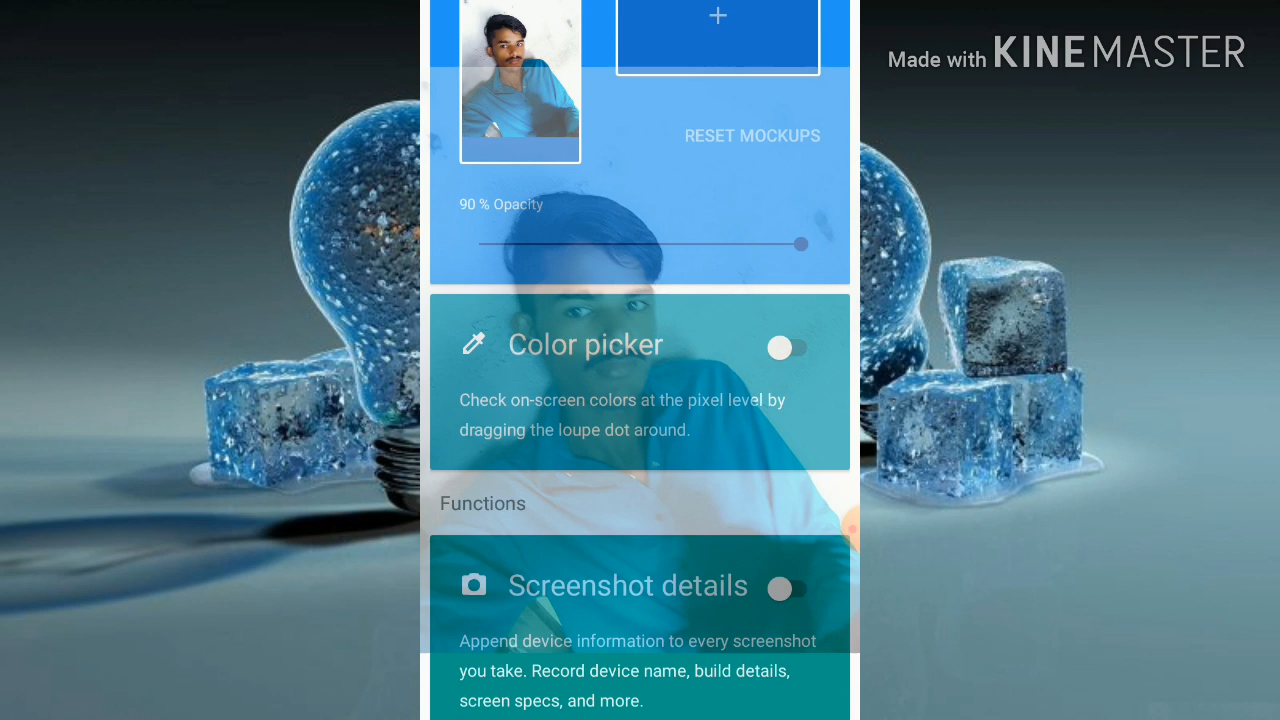 Made with KINEMASTER
+
RESET MOCKUPS
90 % Opacity
Color picker
Check on-screen colors at the pixel level by
dragging the loupe dot around.
Functions
Screenshot details
Append device information to every screenshot
you take. Record device name, build details,
screen specs, and more.